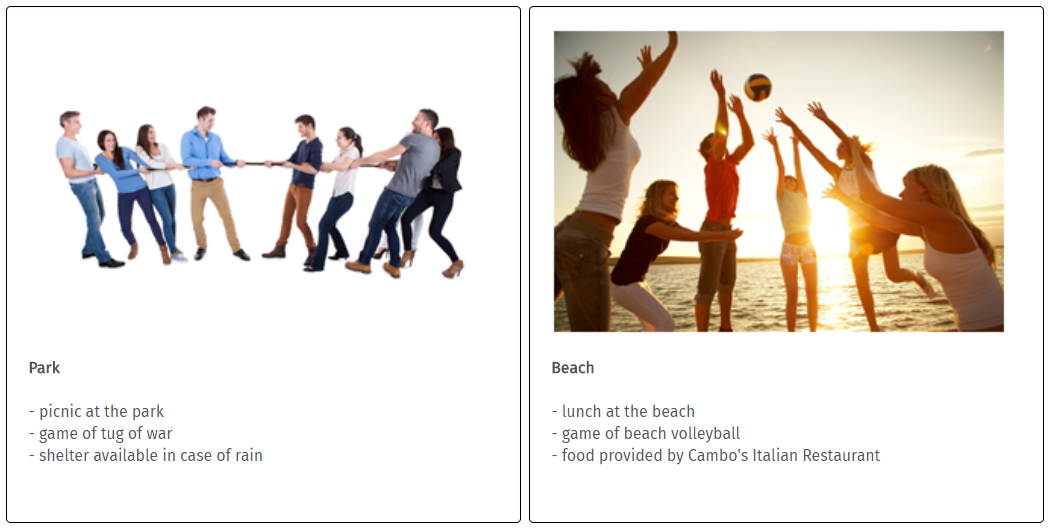 Park
- picnic at the park
- game of tug of war
- shelter available in case of rain
Beach
- lunch at the beach
- game of beach volleyball
- food provided by Cambo's Italian Restaurant